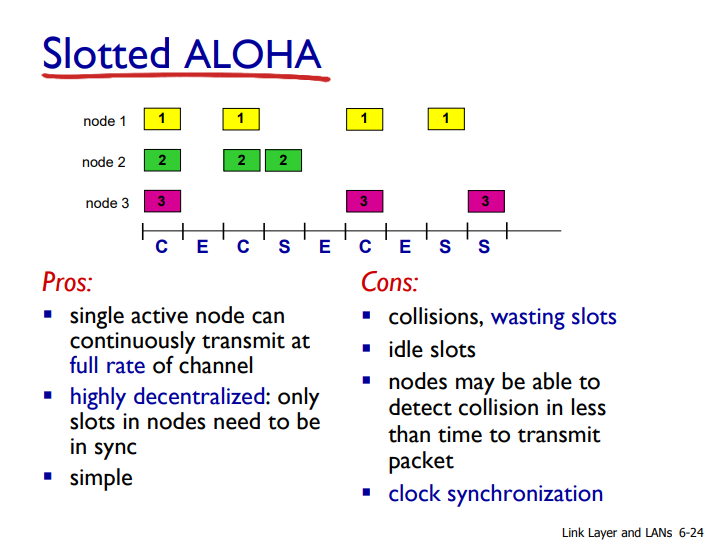 Slotted ALOHA
node 1 1 1 1 1
node 2 2 2 2
node 3 3 3 3
C E C S E C E S S
Pros:
▪ single active node can
continuously transmit at
full rate of channel
▪ highly decentralized: only
slots in nodes need to be
in sync
▪ simple
Cons:
▪ collisions, wasting slots
▪ idle slots
▪ nodes may be able to
detect collision in less
than time to transmit
packet
▪ clock synchronization
Link Layer and LANs 6-24